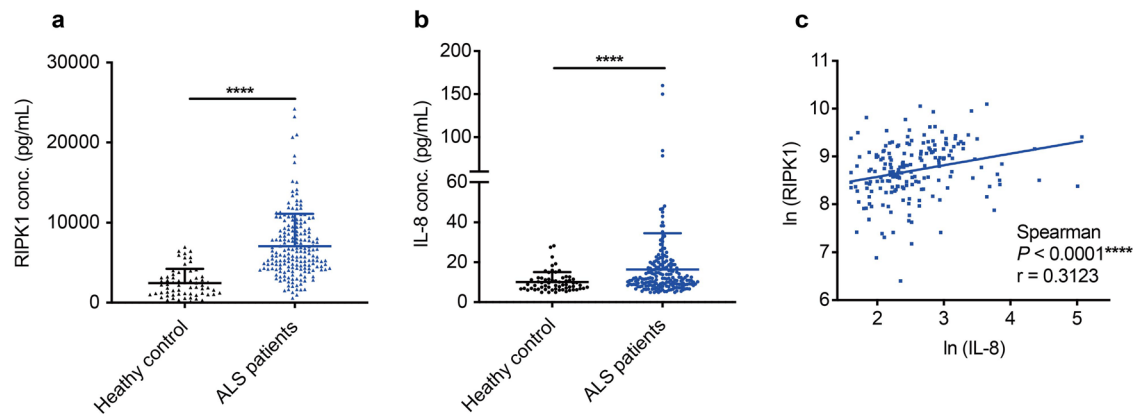 a
RIPK1 conc. (pg/mL)
30000
20000
10000
0
****
Heathy control
ALS patients
b
IL-8 conc. (pg/mL)
200
150
100
60
40
20
0
****
Heathy control
ALS patients
c
ln (RIPK1)
11
10
9
8
7
6
Spearman
P < 0.0001****
r = 0.3123
2 3 4 5
ln (IL-8)